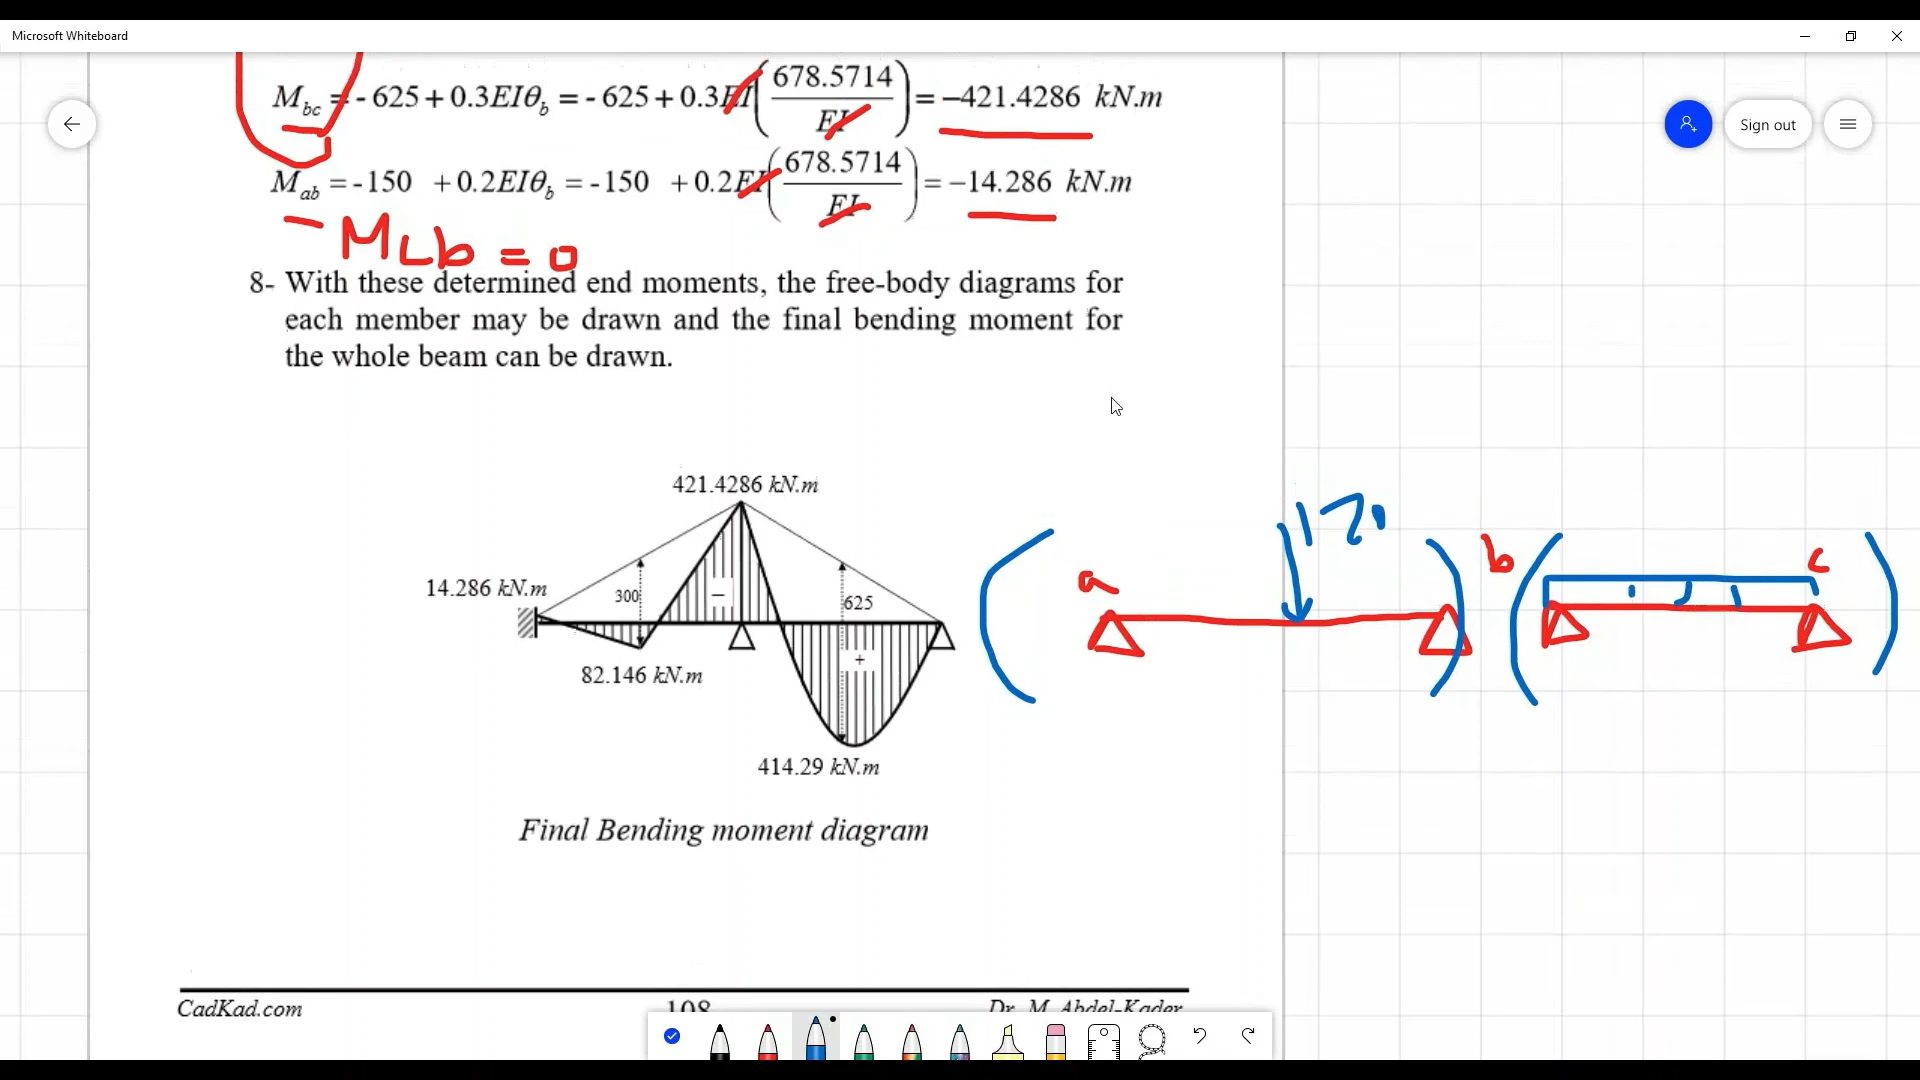 Microsoft Whiteboard
Sign out
M_bc = - 625 + 0.3EIθ_b = - 625 + 0.3EI(678.5714/EI) = −421.4286 kN.m
M_ab = -150 + 0.2EIθ_b = -150 + 0.2EI(678.5714/EI) = −14.286 kN.m
8- With these determined end moments, the free-body diagrams for
each member may be drawn and the final bending moment for
the whole beam can be drawn.
421.4286 kN.m
120
a
b
c
14.286 kN.m
300
−
625
+
82.146 kN.m
414.29 kN.m
Final Bending moment diagram
CadKad.com
108
Dr. M. Abdel-Kader